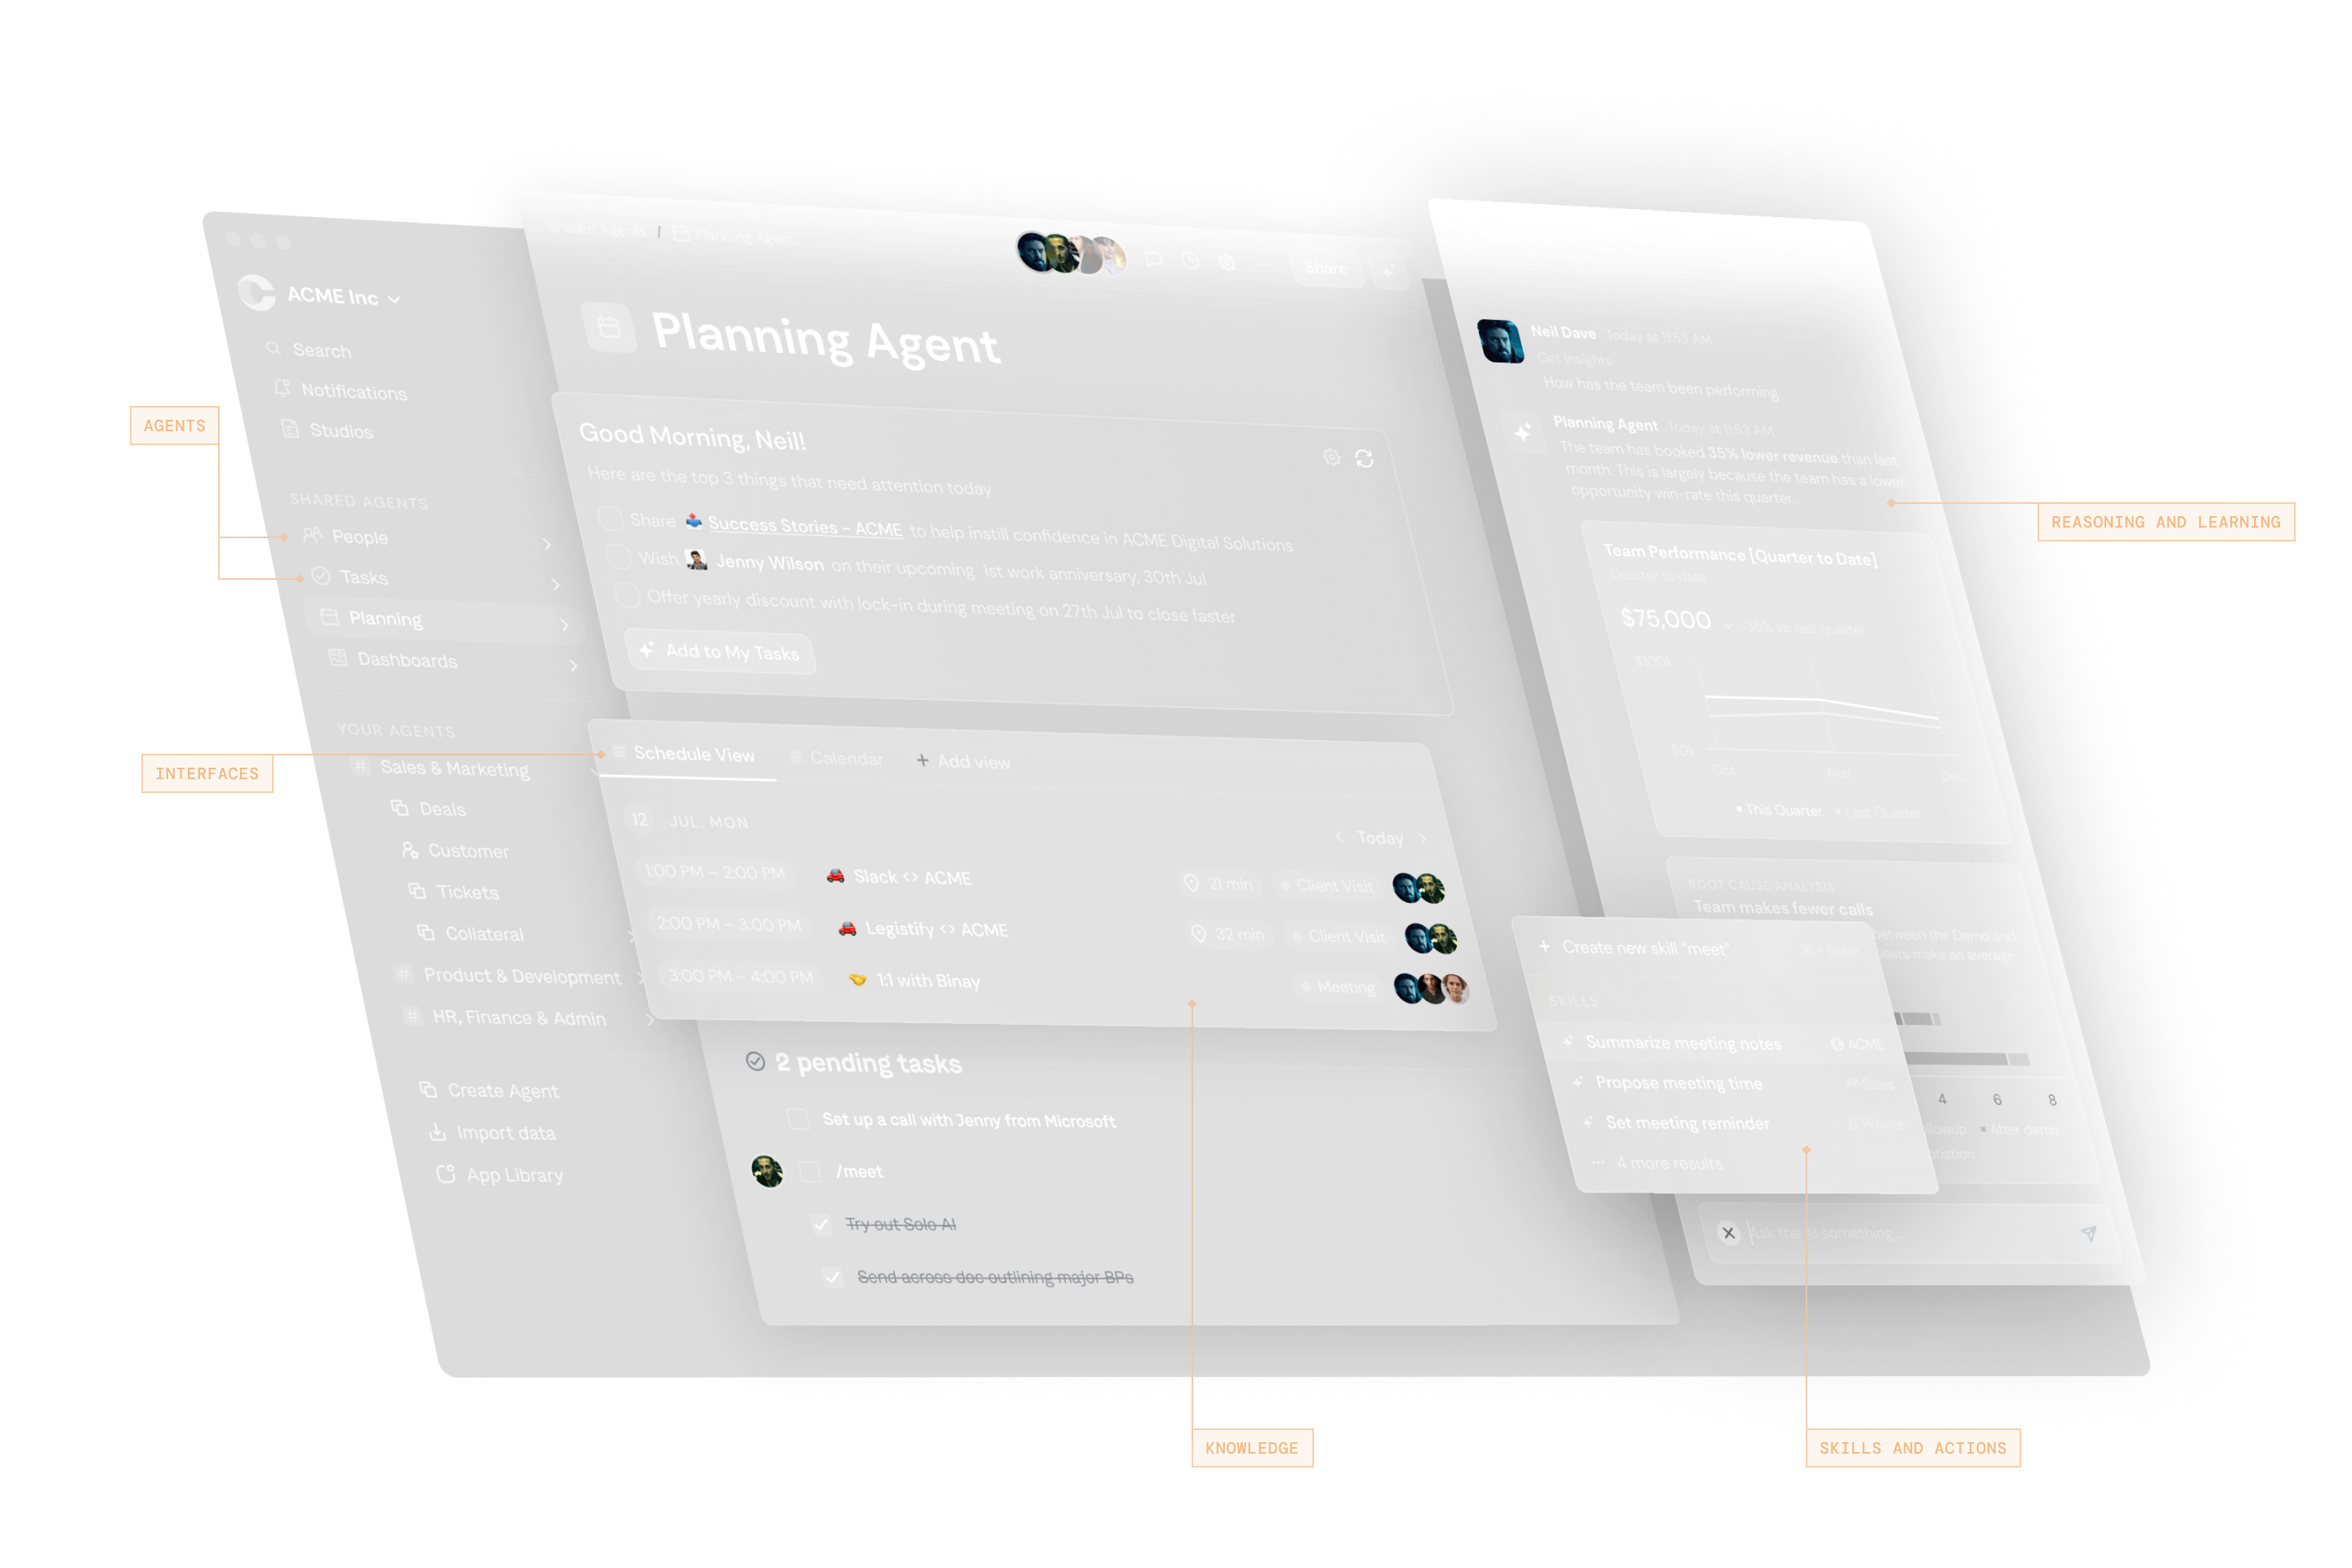 ACME Inc
Search
Notifications
Studios
SHARED AGENTS
People
Tasks
Planning
Dashboards
YOUR AGENTS
Sales & Marketing
Deals
Customer
Tickets
Collateral
Product & Development
HR, Finance & Admin
Create Agent
Import data
App Library
AGENTS
INTERFACES
Shared Agents / Planning Agent
Share
Planning Agent
Good Morning, Neil!
Here are the top 3 things that need attention today
Share Success Stories – ACME to help instill confidence in ACME Digital Solutions
Wish Jenny Wilson on their upcoming 1st work anniversary, 30th Jul
Offer yearly discount with lock-in during meeting on 27th Jul to close faster
Add to My Tasks
Schedule View Calendar + Add view
12 JUL, MON
< Today >
1:00 PM – 2:00 PM Slack <> ACME 21 min Client Visit
2:00 PM – 3:00 PM Legistify <> ACME 32 min Client Visit
3:00 PM – 4:00 PM 1:1 with Binay Meeting
2 pending tasks
Set up a call with Jenny from Microsoft
/meet
Try out Solo AI
Send across doc outlining major BPs
KNOWLEDGE
Neil Dave Today at 11:53 AM
Get insights
How has the team been performing
Planning Agent Today at 11:53 AM
The team has booked 35% lower revenue than last
month. This is largely because the team has a lower
opportunity win-rate this quarter.
REASONING AND LEARNING
Team Performance [Quarter to Date]
Quarter to date
$75,000 -35% vs. last quarter
$100k
$0k
Oct Nov Dec
This Quarter Last Quarter
ROOT CAUSE ANALYSIS
Team makes fewer calls
between the Demo and
make an average
4 6 8
After demo
+ Create new skill "meet" ⌘ + Enter
SKILLS
Summarize meeting notes ACME
Propose meeting time Sales
Set meeting reminder Private
... 4 more results
Ask the AI something...
SKILLS AND ACTIONS